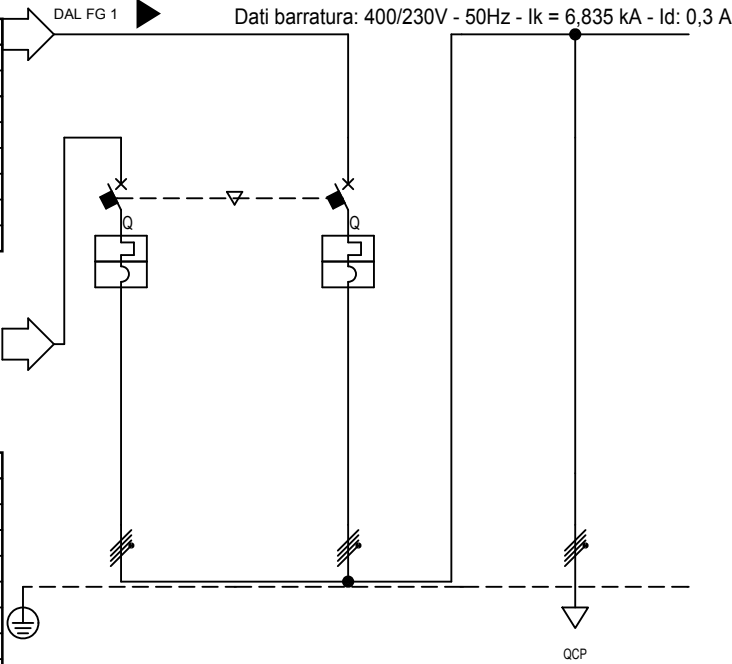 DAL FG 1
Dati barratura: 400/230V - 50Hz - Ik = 6,835 kA - Id: 0,3 A
Q
Q
QCP